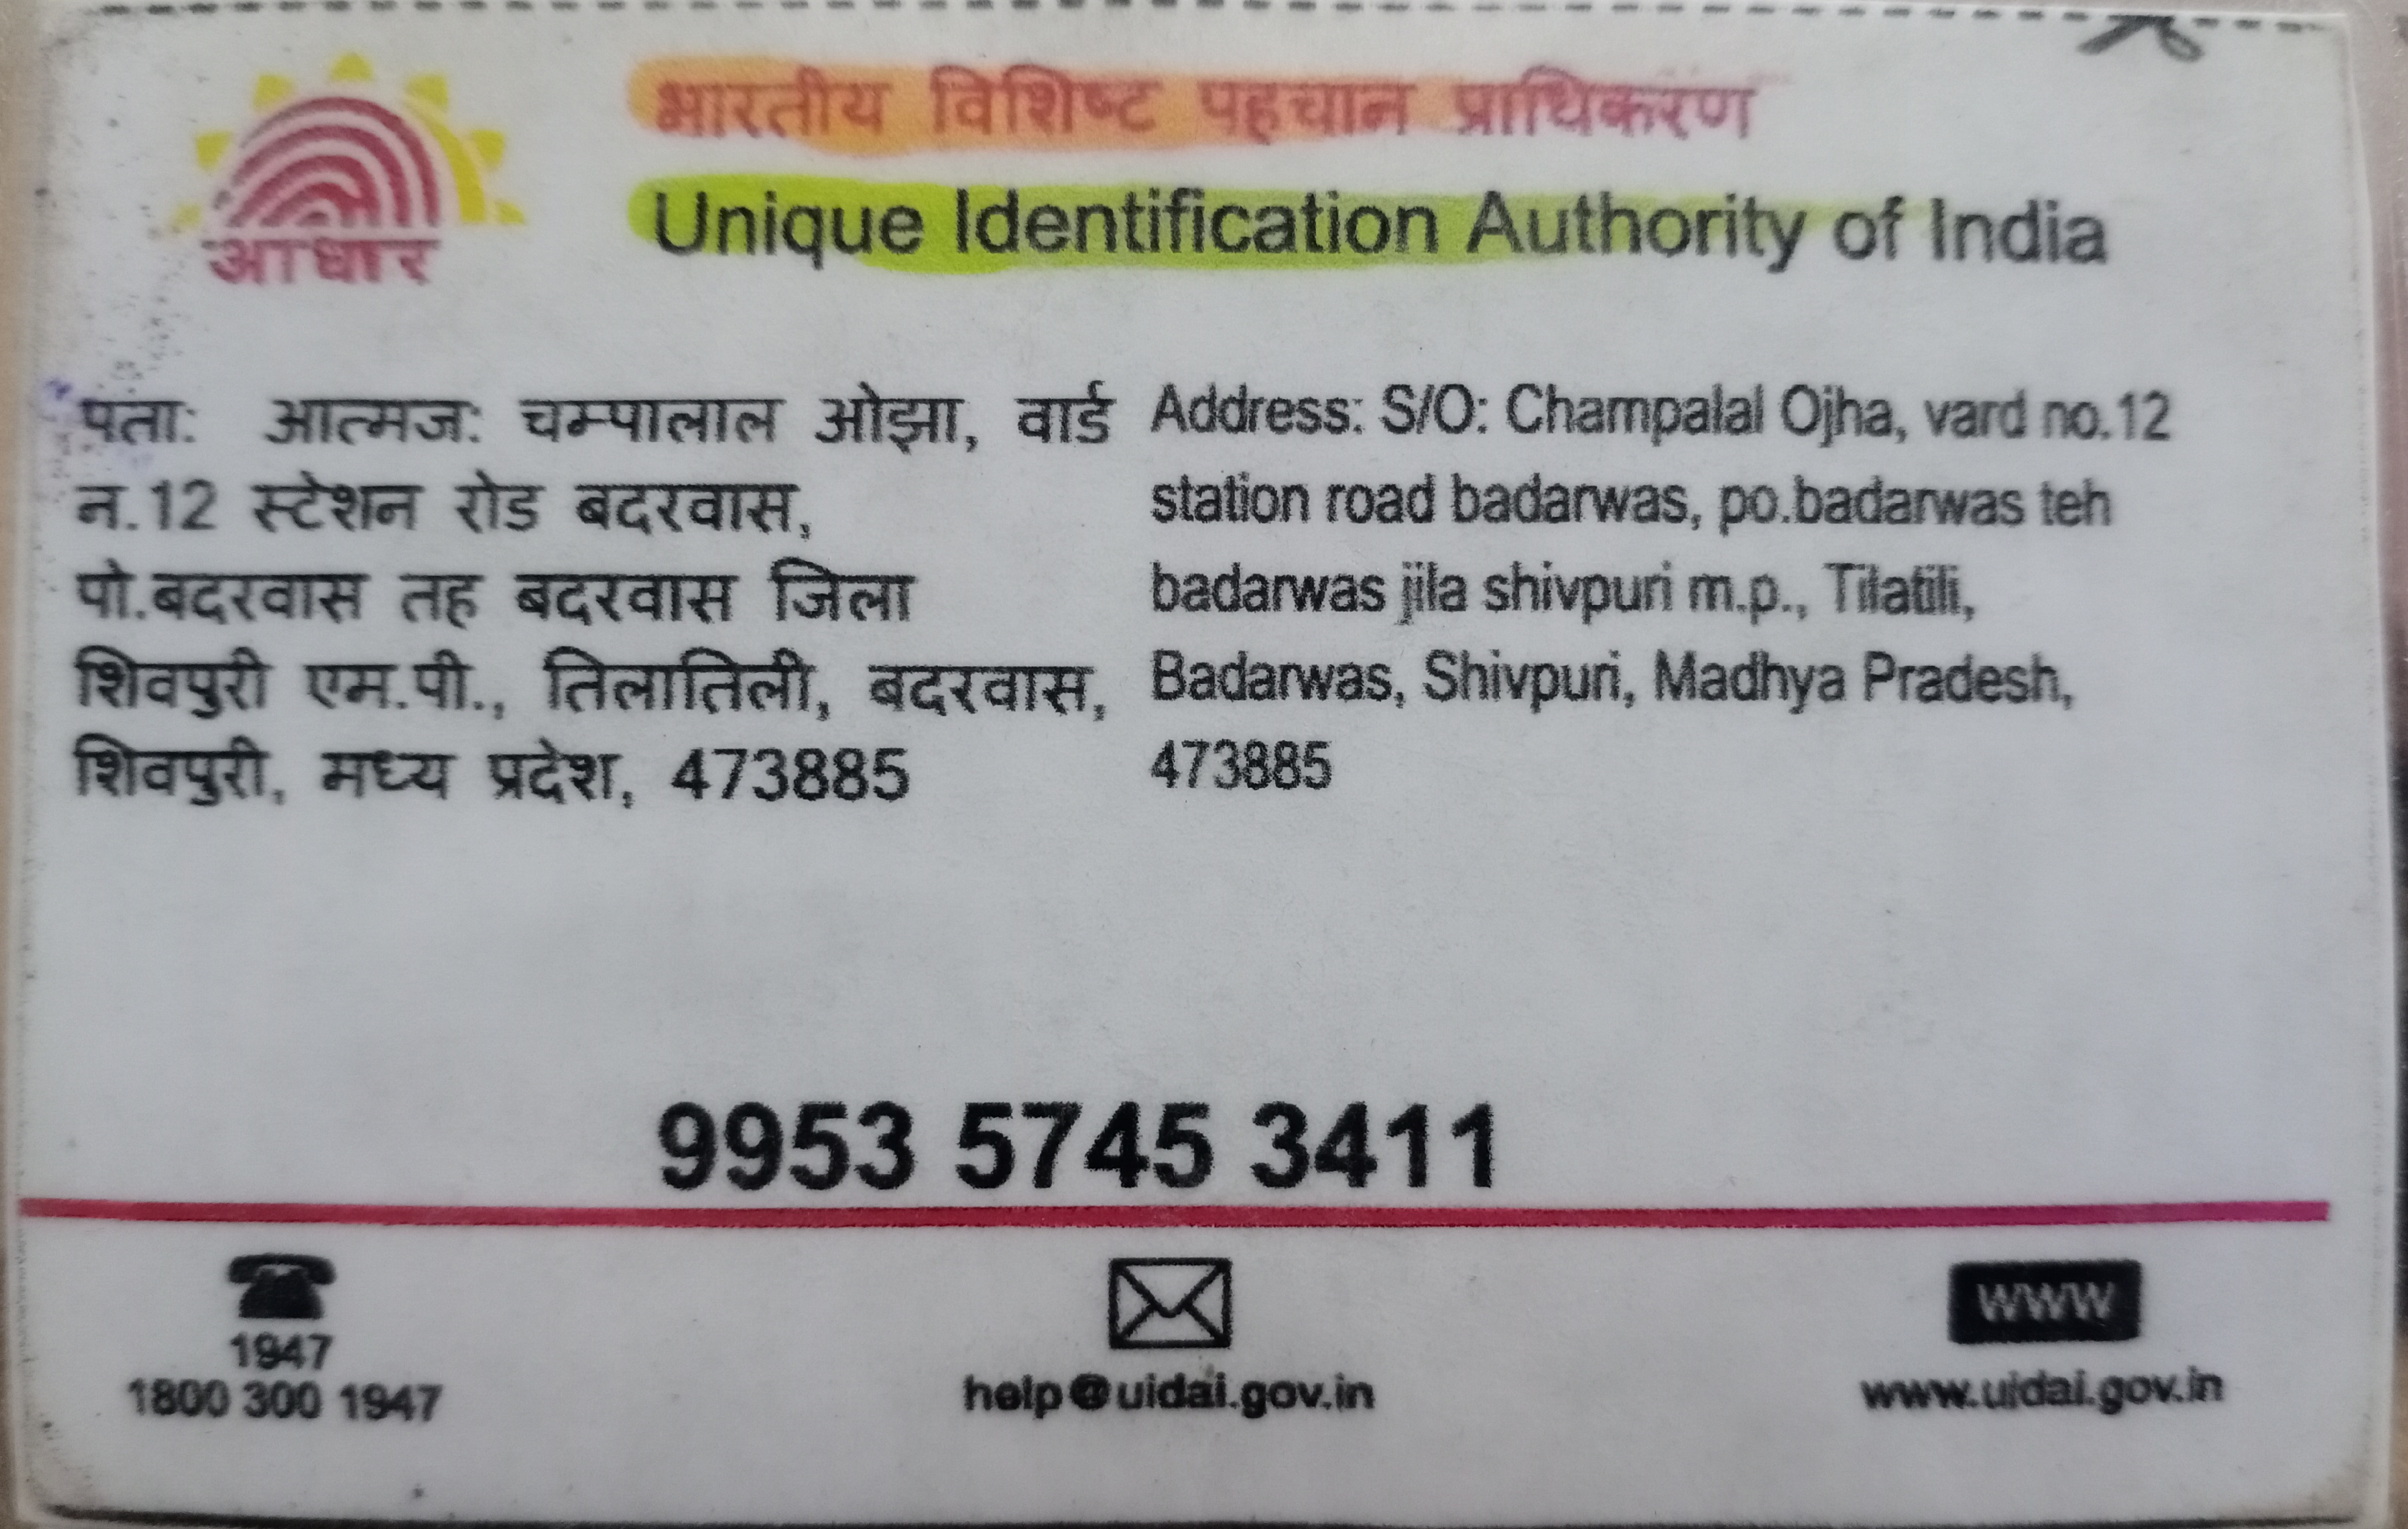 आधार
भारतीय विशिष्ट पहचान प्राधिकरण
Unique Identification Authority of India
पता: आत्मज: चम्पालाल ओझा, वार्ड
न.12 स्टेशन रोड बदरवास,
पो.बदरवास तह बदरवास जिला
शिवपुरी एम.पी., तिलातिली, बदरवास,
शिवपुरी, मध्य प्रदेश, 473885
Address: S/O: Champalal Ojha, vard no.12
station road badarwas, po.badarwas teh
badarwas jila shivpuri m.p., Tilatili,
Badarwas, Shivpuri, Madhya Pradesh,
473885
9953 5745 3411
1947
1800 300 1947
help@uidai.gov.in
WWW
www.uidai.gov.in